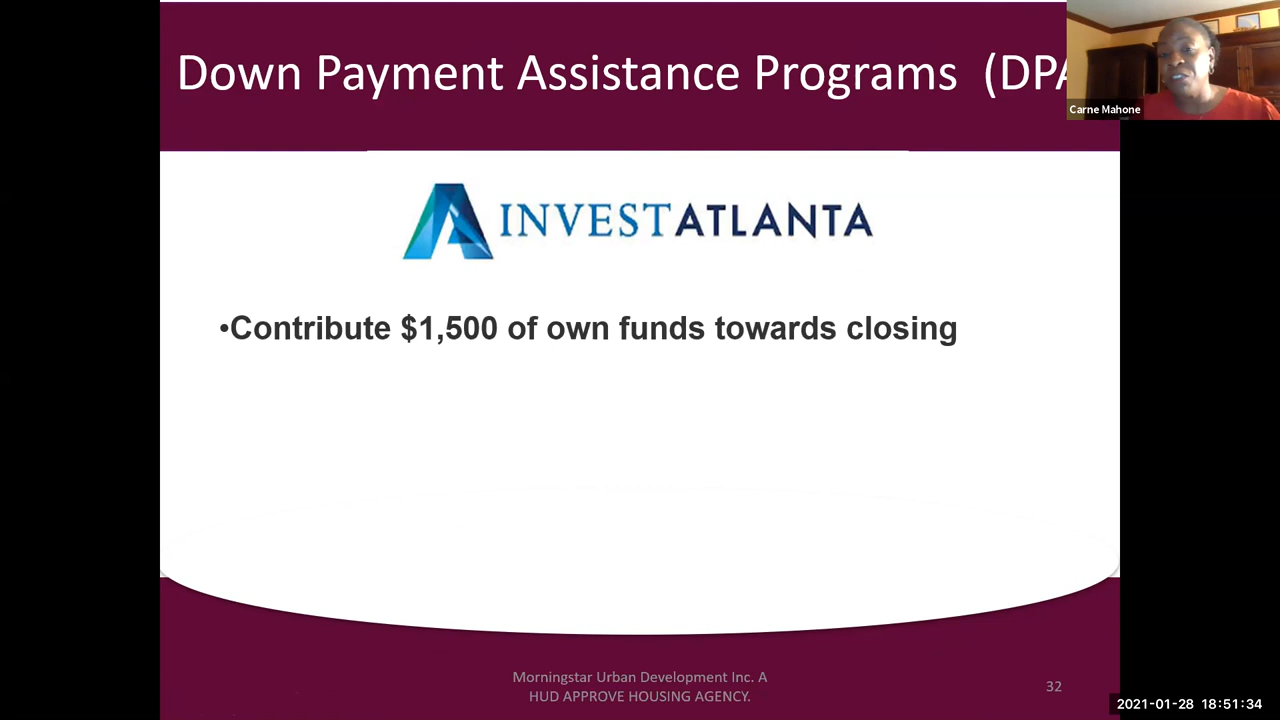 Down Payment Assistance Programs (DPA
Carne Mahone
INVESTATLANTA
•Contribute $1,500 of own funds towards closing
Morningstar Urban Development Inc. A
HUD APPROVE HOUSING AGENCY.
32
2021-01-28 18:51:34